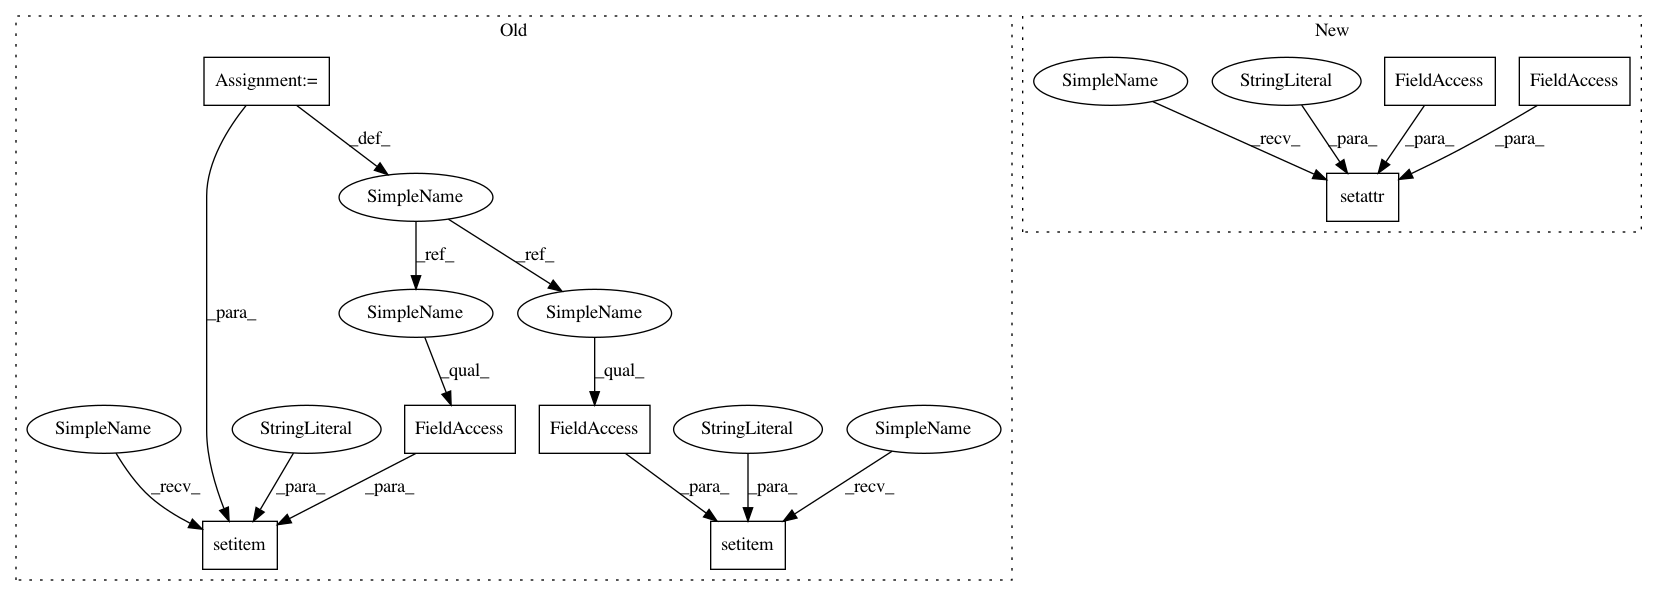 Old
New
Assignment:=
SimpleName
StringLiteral
FieldAccess
FieldAccess
_def_
_recv_
_para_
_para_
_para_
SimpleName
setattr
_ref_
_ref_
_para_
SimpleName
SimpleName
_qual_
_qual_
SimpleName
StringLiteral
FieldAccess
FieldAccess
StringLiteral
SimpleName
_recv_
_para_
_para_
_para_
_para_
_recv_
setitem
setitem